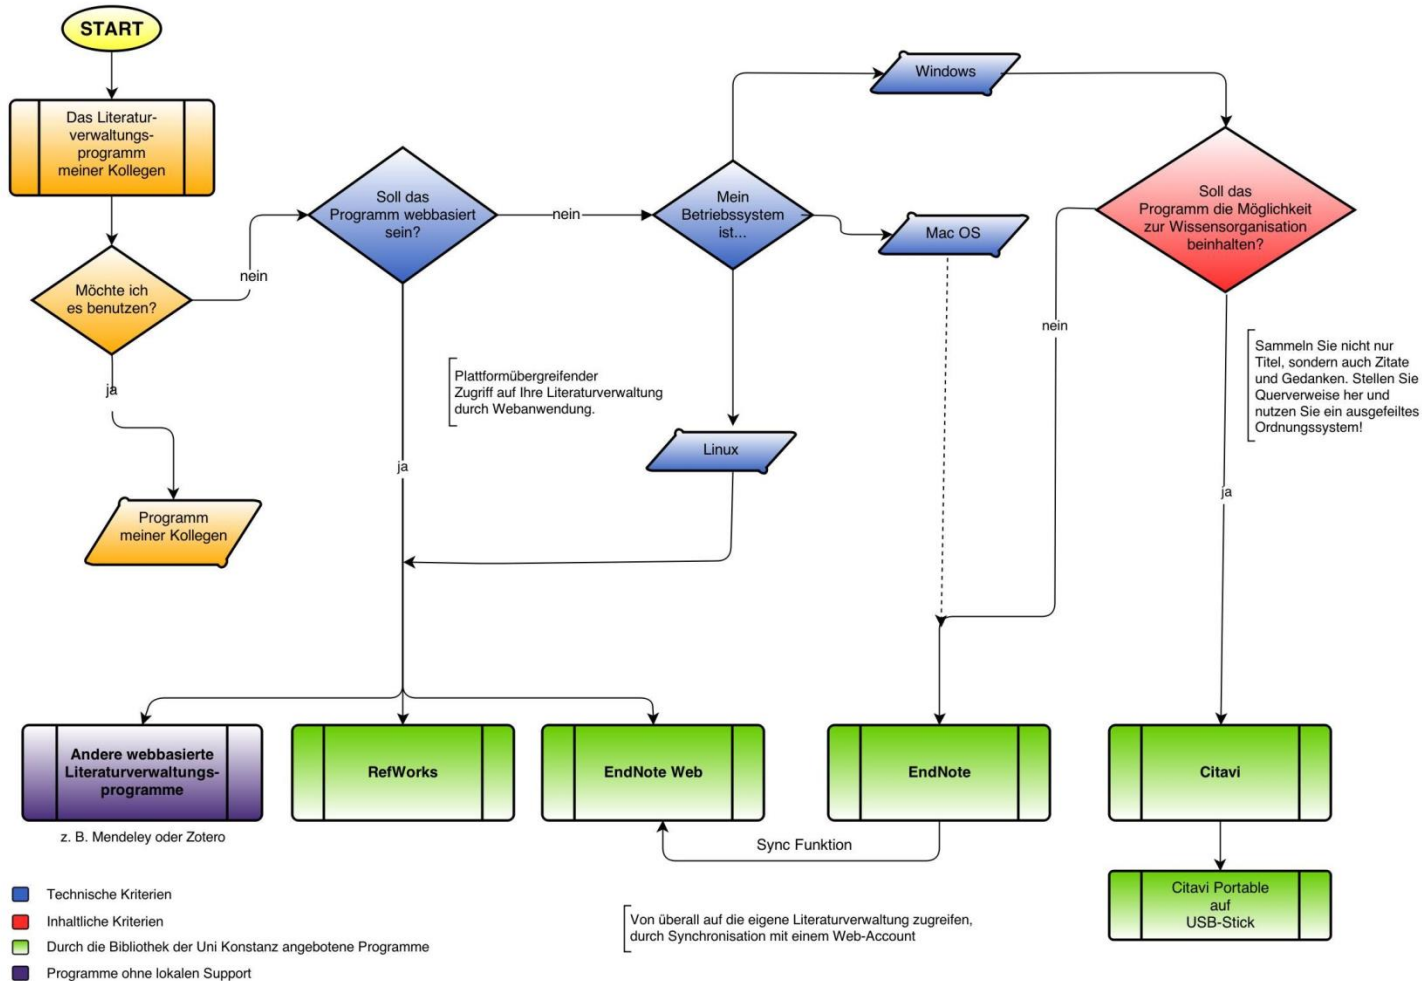 START
Das Literatur-
verwaltungs-
programm
meiner Kollegen
Möchte ich
es benutzen?
nein
ja
Programm
meiner Kollegen
Soll das
Programm webbasiert
sein?
nein
ja
Plattformübergreifender
Zugriff auf Ihre Literaturverwaltung
durch Webanwendung.
Mein
Betriebssystem
ist...
Windows
Mac OS
Linux
Soll das
Programm die Möglichkeit
zur Wissensorganisation
beinhalten?
nein
ja
Sammeln Sie nicht nur
Titel, sondern auch Zitate
und Gedanken. Stellen Sie
Querverweise her und
nutzen Sie ein ausgefeiltes
Ordnungssystem!
Andere webbasierte
Literaturverwaltungs-
programme
z. B. Mendeley oder Zotero
RefWorks
EndNote Web
EndNote
Citavi
Sync Funktion
Citavi Portable
auf
USB-Stick
Von überall auf die eigene Literaturverwaltung zugreifen,
durch Synchronisation mit einem Web-Account
Technische Kriterien
Inhaltliche Kriterien
Durch die Bibliothek der Uni Konstanz angebotene Programme
Programme ohne lokalen Support